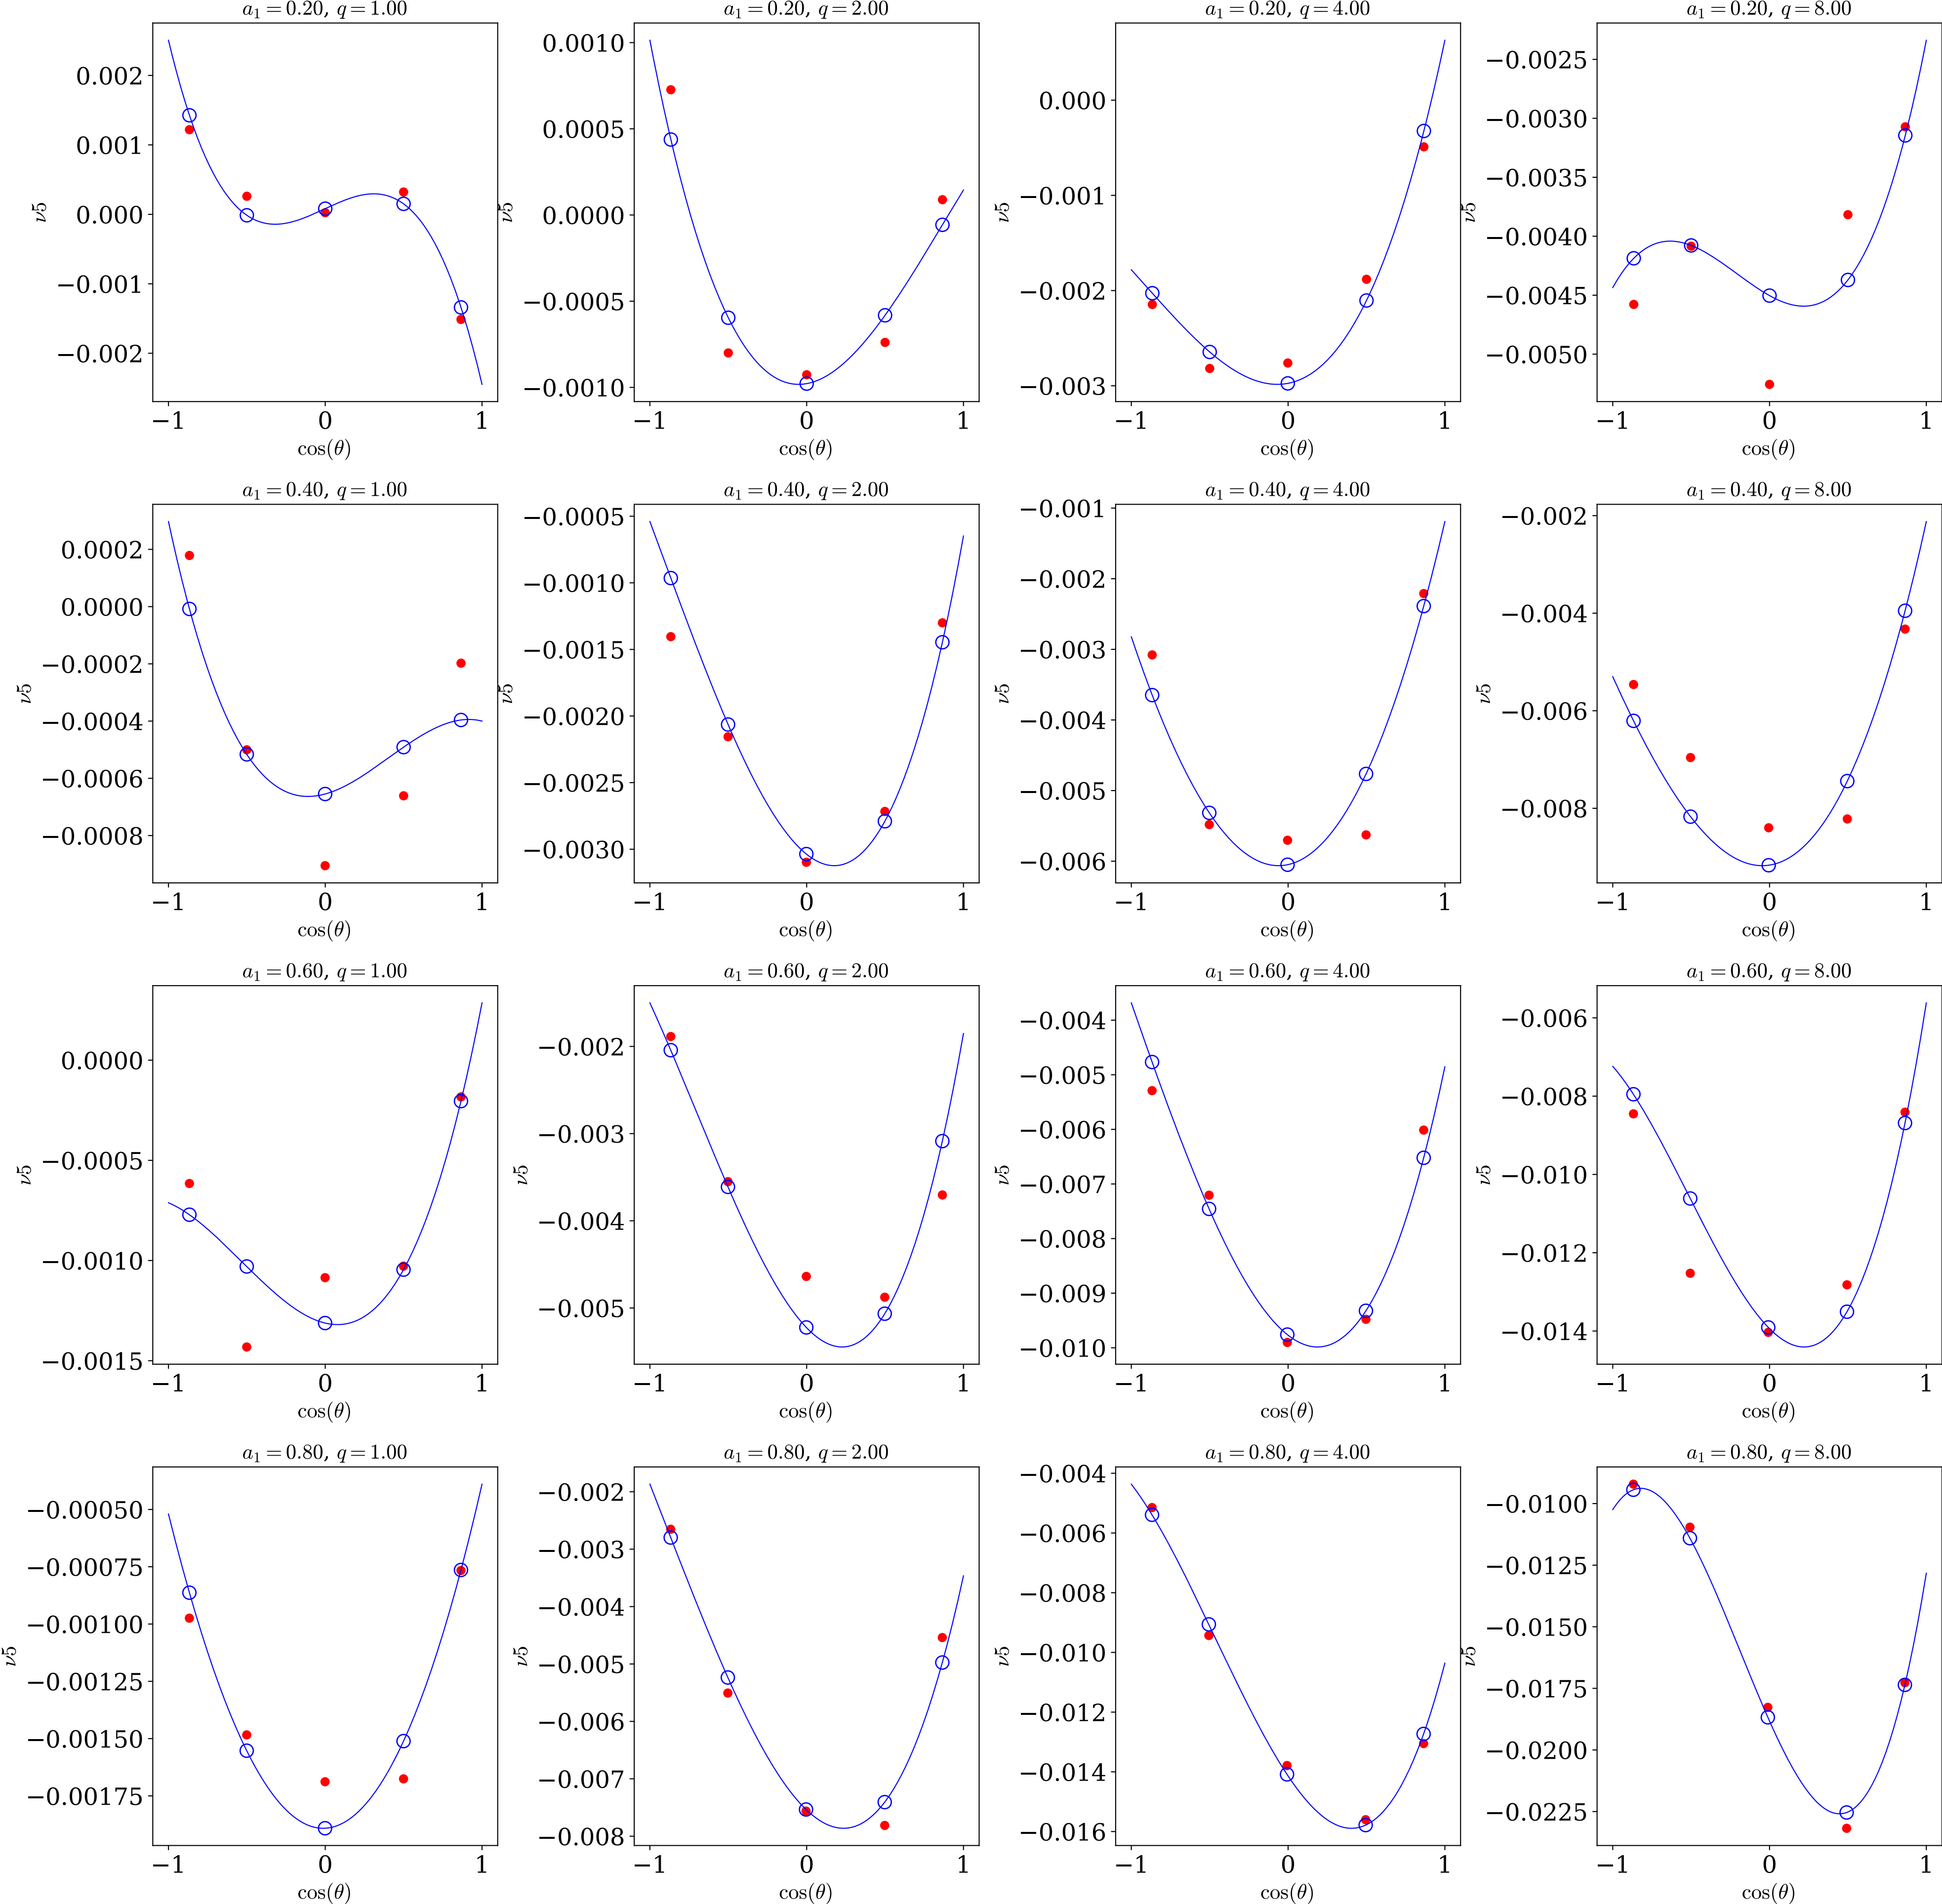 a₁ = 0.20, q = 1.00
0.002
0.001
0.000
−0.001
−0.002
ν5
−1 0 1
cos(θ)
a₁ = 0.20, q = 2.00
0.0010
0.0005
0.0000
−0.0005
−0.0010
ν5
−1 0 1
cos(θ)
a₁ = 0.20, q = 4.00
0.000
−0.001
−0.002
−0.003
ν5
−1 0 1
cos(θ)
a₁ = 0.20, q = 8.00
−0.0025
−0.0030
−0.0035
−0.0040
−0.0045
−0.0050
ν5
−1 0 1
cos(θ)
a₁ = 0.40, q = 1.00
0.0002
0.0000
−0.0002
−0.0004
−0.0006
−0.0008
ν5
−1 0 1
cos(θ)
a₁ = 0.40, q = 2.00
−0.0005
−0.0010
−0.0015
−0.0020
−0.0025
−0.0030
ν5
−1 0 1
cos(θ)
a₁ = 0.40, q = 4.00
−0.001
−0.002
−0.003
−0.004
−0.005
−0.006
ν5
−1 0 1
cos(θ)
a₁ = 0.40, q = 8.00
−0.002
−0.004
−0.006
−0.008
ν5
−1 0 1
cos(θ)
a₁ = 0.60, q = 1.00
0.0000
−0.0005
−0.0010
−0.0015
ν5
−1 0 1
cos(θ)
a₁ = 0.60, q = 2.00
−0.002
−0.003
−0.004
−0.005
ν5
−1 0 1
cos(θ)
a₁ = 0.60, q = 4.00
−0.004
−0.005
−0.006
−0.007
−0.008
−0.009
−0.010
ν5
−1 0 1
cos(θ)
a₁ = 0.60, q = 8.00
−0.006
−0.008
−0.010
−0.012
−0.014
ν5
−1 0 1
cos(θ)
a₁ = 0.80, q = 1.00
−0.00050
−0.00075
−0.00100
−0.00125
−0.00150
−0.00175
ν5
−1 0 1
cos(θ)
a₁ = 0.80, q = 2.00
−0.002
−0.003
−0.004
−0.005
−0.006
−0.007
−0.008
ν5
−1 0 1
cos(θ)
a₁ = 0.80, q = 4.00
−0.004
−0.006
−0.008
−0.010
−0.012
−0.014
−0.016
ν5
−1 0 1
cos(θ)
a₁ = 0.80, q = 8.00
−0.0100
−0.0125
−0.0150
−0.0175
−0.0200
−0.0225
ν5
−1 0 1
cos(θ)